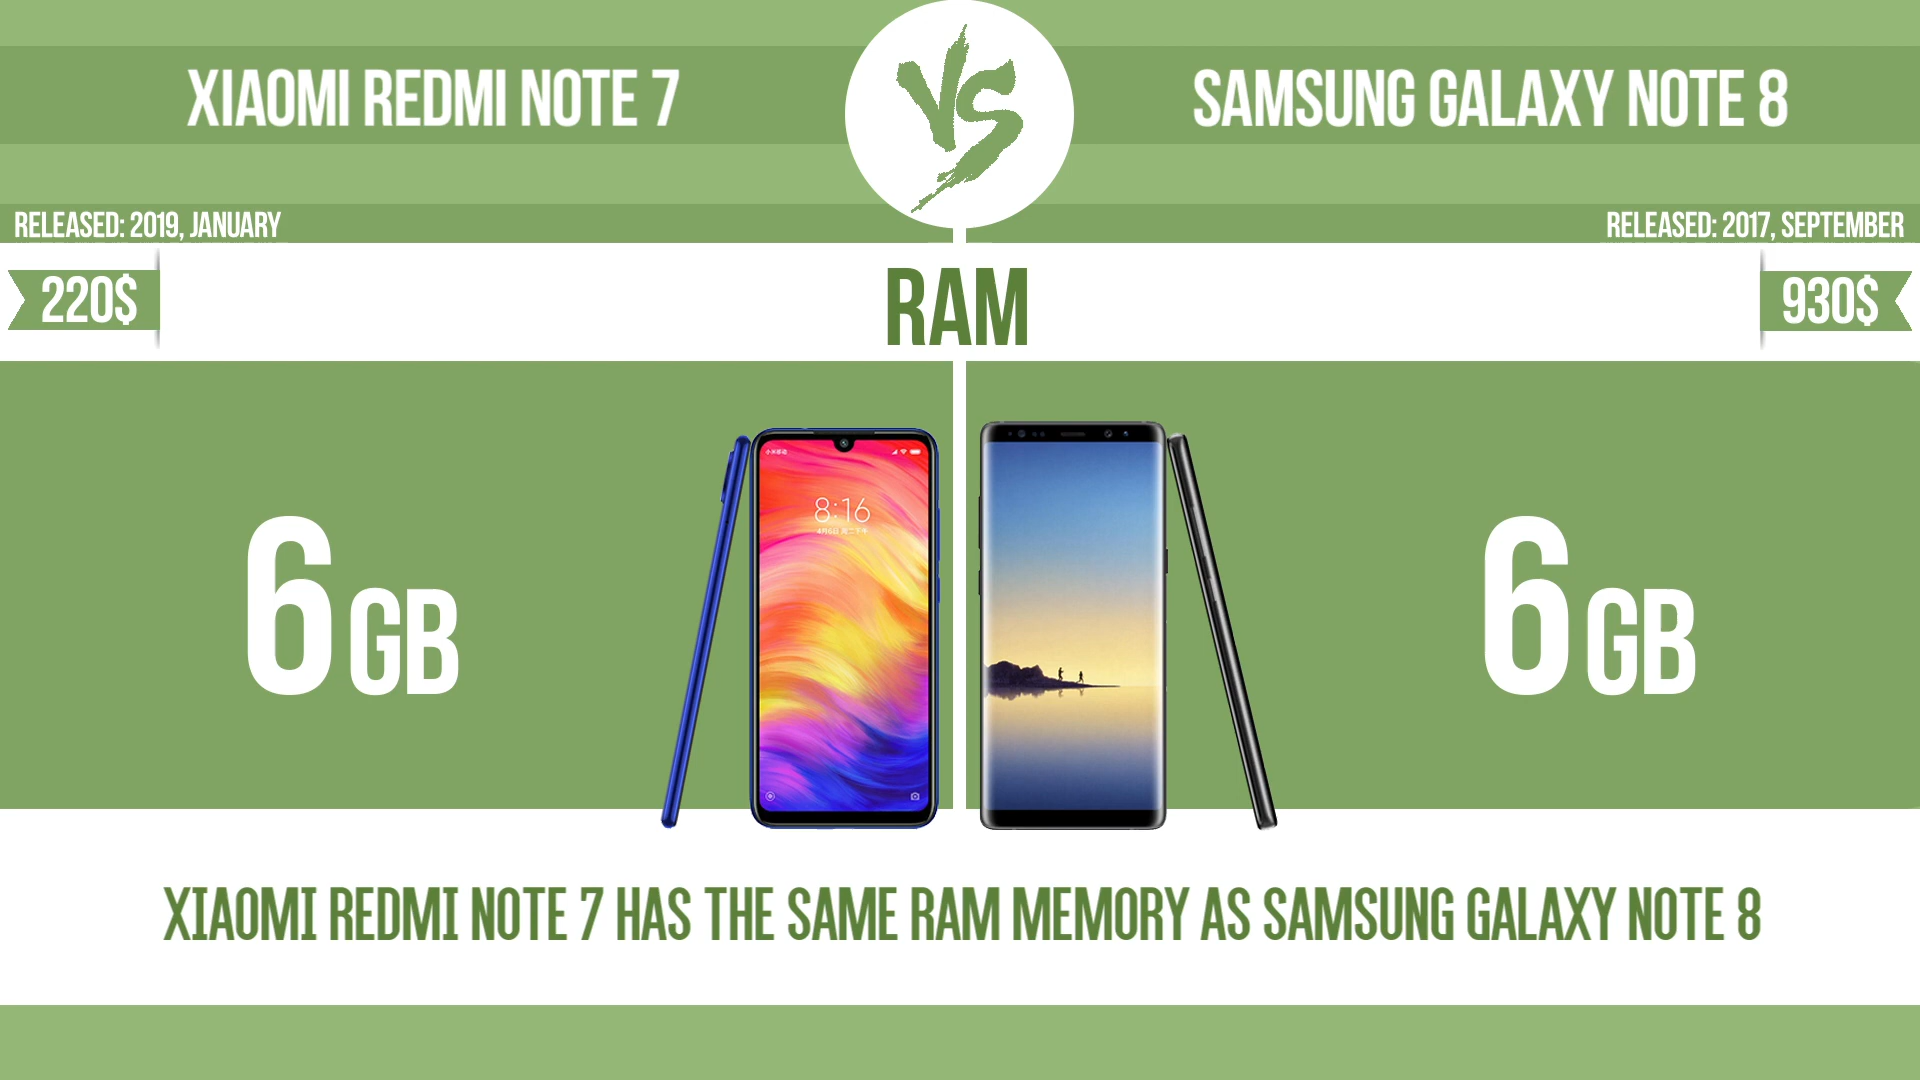 XIAOMI REDMI NOTE 7
VS
SAMSUNG GALAXY NOTE 8
RELEASED: 2019, JANUARY
RELEASED: 2017, SEPTEMBER
220$
RAM
930$
8:16
6 GB
6 GB
XIAOMI REDMI NOTE 7 HAS THE SAME RAM MEMORY AS SAMSUNG GALAXY NOTE 8